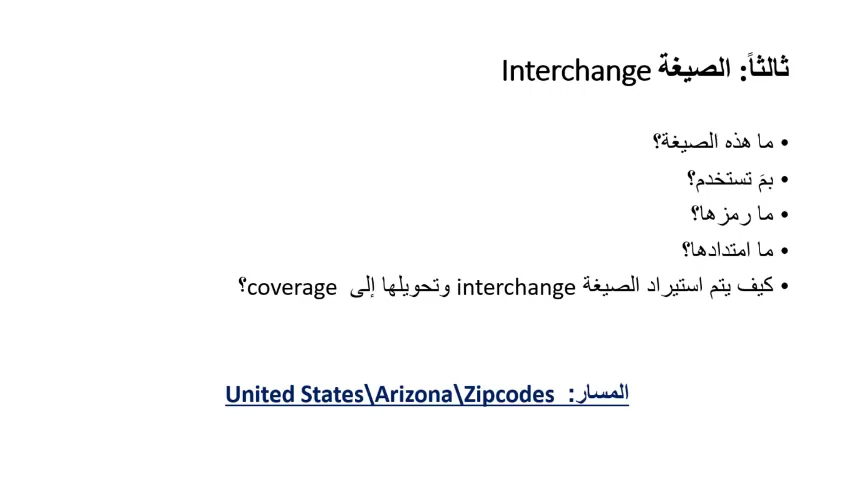 ثالثاً: الصيغة Interchange
• ما هذه الصيغة؟
• بمَ تستخدم؟
• ما رمزها؟
• ما امتدادها؟
• كيف يتم استيراد الصيغة interchange وتحويلها إلى coverage؟
المسار: United States\Arizona\Zipcodes